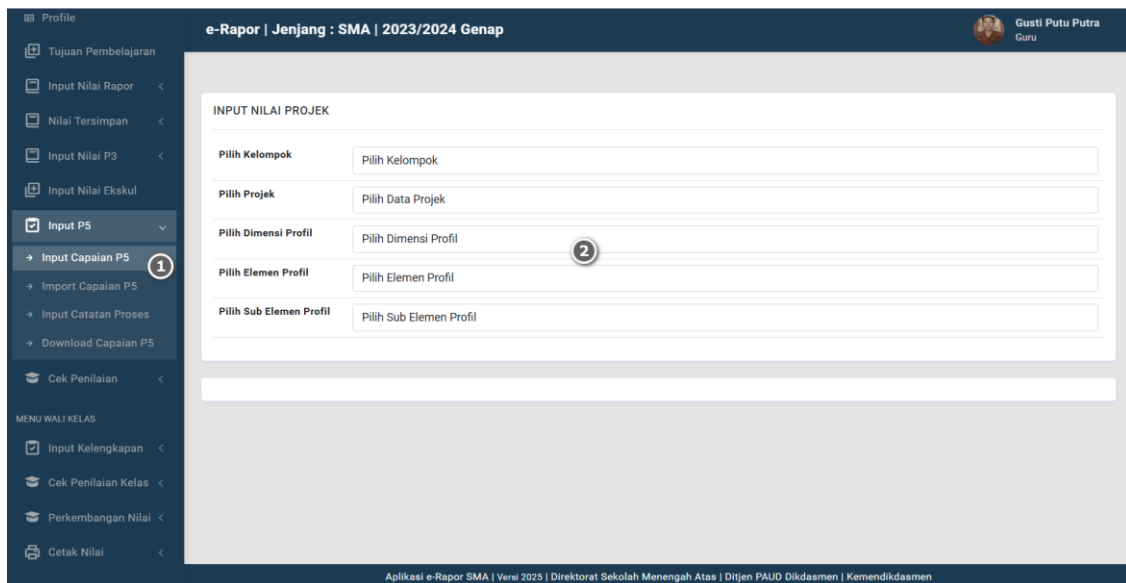 Profile
Tujuan Pembelajaran
Input Nilai Rapor
Nilai Tersimpan
Input Nilai P3
Input Nilai Ekskul
Input P5
Input Capaian P5
1
Import Capaian P5
Input Catatan Proses
Download Capaian P5
Cek Penilaian
MENU WALI KELAS
Input Kelengkapan
Cek Penilaian Kelas
Perkembangan Nilai
Cetak Nilai
e-Rapor | Jenjang : SMA | 2023/2024 Genap
Gusti Putu Putra
Guru
INPUT NILAI PROJEK
Pilih Kelompok Pilih Kelompok
Pilih Projek Pilih Data Projek
Pilih Dimensi Profil Pilih Dimensi Profil
2
Pilih Elemen Profil Pilih Elemen Profil
Pilih Sub Elemen Profil Pilih Sub Elemen Profil
Aplikasi e-Rapor SMA | Versi 2025 | Direktorat Sekolah Menengah Atas | Ditjen PAUD Dikdasmen | Kemendikdasmen